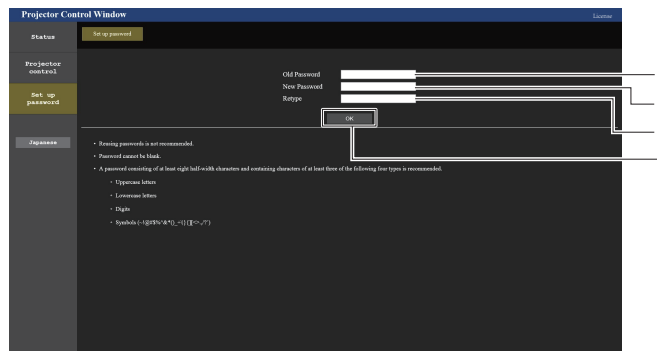 Projector Control Window
License
Status
Set up password
Projector
control
Set up
password
Old Password
New Password
Retype
OK
Japanese
• Reusing passwords is not recommended.
• Password cannot be blank.
• A password consisting of at least eight half-width characters and containing characters of at least three of the following four types is recommended.
• Uppercase letters
• Lowercase letters
• Digits
• Symbols